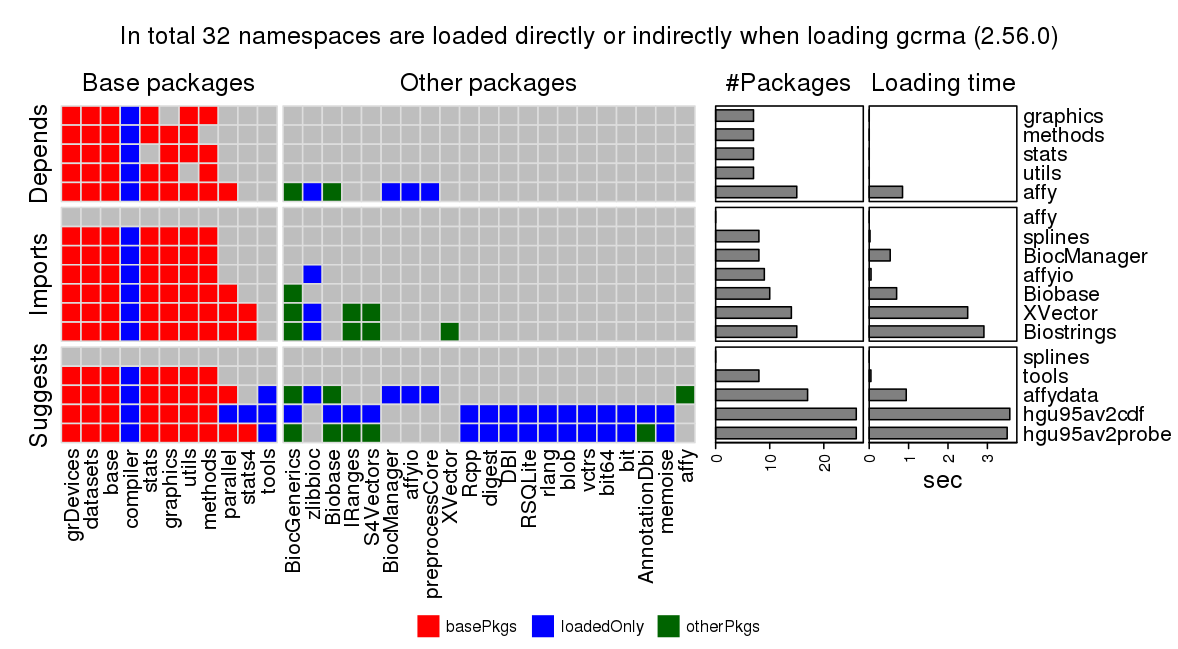 In total 32 namespaces are loaded directly or indirectly when loading gcrma (2.56.0)
Base packages
Other packages
#Packages
Loading time
Depends
graphics
methods
stats
utils
affy
Imports
affy
splines
BiocManager
affyio
Biobase
XVector
Biostrings
Suggests
splines
tools
affydata
hgu95av2cdf
hgu95av2probe
grDevices
datasets
base
compiler
stats
graphics
utils
methods
parallel
stats4
tools
BiocGenerics
zlibbioc
Biobase
IRanges
S4Vectors
BiocManager
affyio
preprocessCore
XVector
Rcpp
digest
DBI
RSQLite
rlang
blob
vctrs
bit64
bit
AnnotationDbi
memoise
affy
0
10
20
0
1
2
3
sec
basePkgs
loadedOnly
otherPkgs